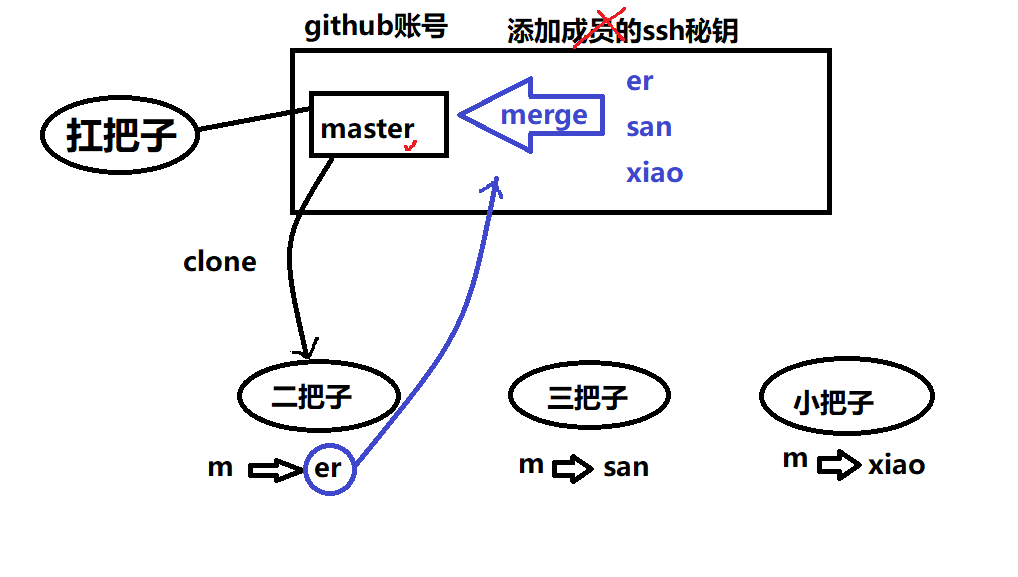 github账号
添加成员的ssh秘钥
扛把子
master
merge
er
san
xiao
clone
二把子
三把子
小把子
m er
m san
m xiao